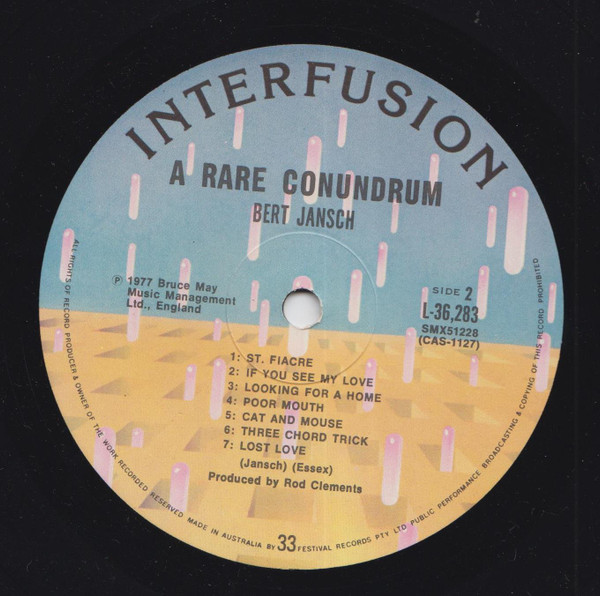 INTERFUSION
A RARE CONUNDRUM
BERT JANSCH
℗ 1977 Bruce May
Music Management
Ltd., England
SIDE 2
L-36,283
SMX51228
(CAS-1127)
1: ST. FIACRE
2: IF YOU SEE MY LOVE
3: LOOKING FOR A HOME
4: POOR MOUTH
5: CAT AND MOUSE
6: THREE CHORD TRICK
7: LOST LOVE
(Jansch) (Essex)
Produced by Rod Clements
ALL RIGHTS OF RECORD PRODUCER & OWNER OF THE WORK RECORDED RESERVED MADE IN AUSTRALIA BY 33 FESTIVAL RECORDS PTY LTD PUBLIC PERFORMANCE BROADCASTING & COPYING OF THIS RECORD PROHIBITED